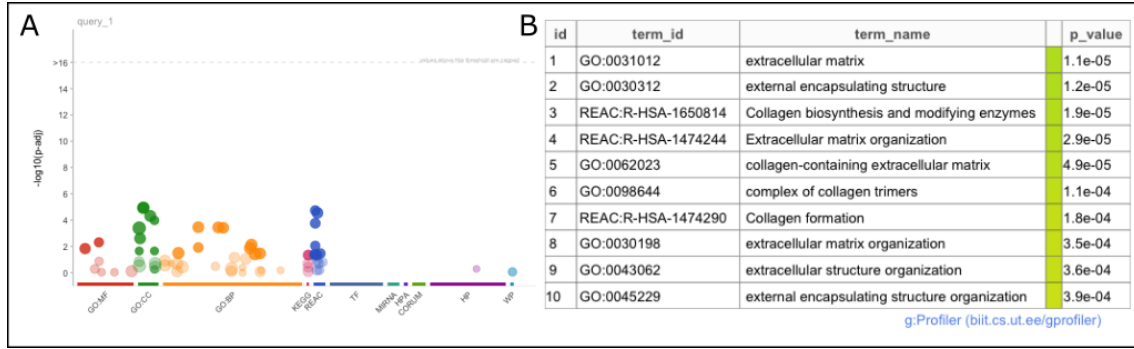 A
query_1
>16
values above this threshold are capped
14
12
10
8
6
4
2
0
-log10(p-adj)
GO:MF
GO:CC
GO:BP
KEGG
REAC
TF
MIRNA
HPA
CORUM
HP
WP
B
id term_id term_name p_value
1 GO:0031012 extracellular matrix 1.1e-05
2 GO:0030312 external encapsulating structure 1.2e-05
3 REAC:R-HSA-1650814 Collagen biosynthesis and modifying enzymes 1.9e-05
4 REAC:R-HSA-1474244 Extracellular matrix organization 2.9e-05
5 GO:0062023 collagen-containing extracellular matrix 4.9e-05
6 GO:0098644 complex of collagen trimers 1.1e-04
7 REAC:R-HSA-1474290 Collagen formation 1.8e-04
8 GO:0030198 extracellular matrix organization 3.5e-04
9 GO:0043062 extracellular structure organization 3.6e-04
10 GO:0045229 external encapsulating structure organization 3.9e-04
g:Profiler (biit.cs.ut.ee/gprofiler)